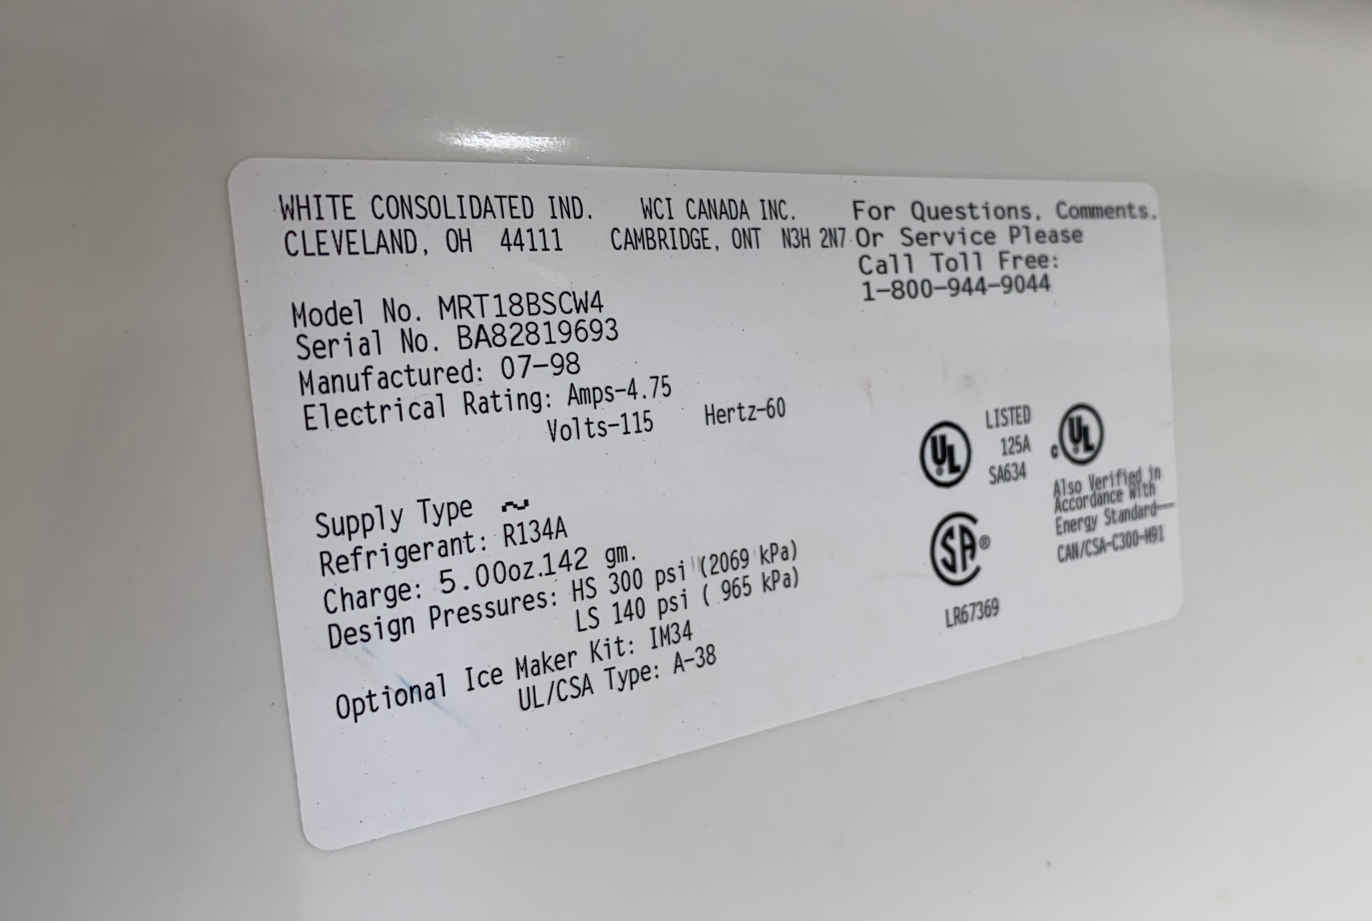 WHITE CONSOLIDATED IND. WCI CANADA INC.
CLEVELAND, OH 44111 CAMBRIDGE, ONT N3H 2N7
For Questions, Comments,
Or Service Please
Call Toll Free:
1-800-944-9044
Model No. MRT18BSCW4
Serial No. BA82819693
Manufactured: 07-98
Electrical Rating: Amps-4.75
Volts-115 Hertz-60
Supply Type ~
Refrigerant: R134A
Charge: 5.00oz.142 gm.
Design Pressures: HS 300 psi (2069 kPa)
LS 140 psi ( 965 kPa)
Optional Ice Maker Kit: IM34
UL/CSA Type: A-38
UL
LISTED
125A
SA634
c UL
Also Verified in
Accordance With
Energy Standard—
CAN/CSA-C300-M91
SA®
LR67369